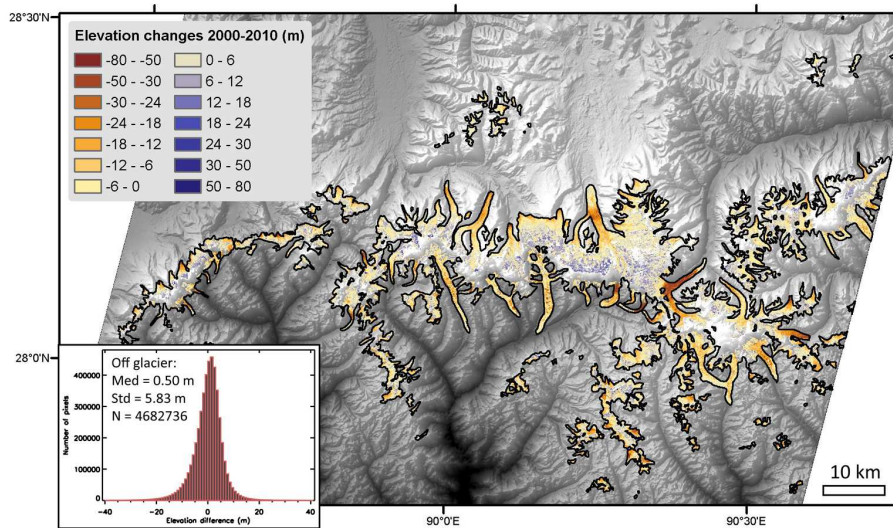 28°30'N
Elevation changes 2000-2010 (m)
-80 - -50
-50 - -30
-30 - -24
-24 - -18
-18 - -12
-12 - -6
-6 - 0
0 - 6
6 - 12
12 - 18
18 - 24
24 - 30
30 - 50
50 - 80
28°0'N
Off glacier:
Med = 0.50 m
Std = 5.83 m
N = 4682736
Number of pixels
400000
300000
200000
100000
0
-40
-20
0
20
40
Elevation difference (m)
10 km
90°0'E
90°30'E